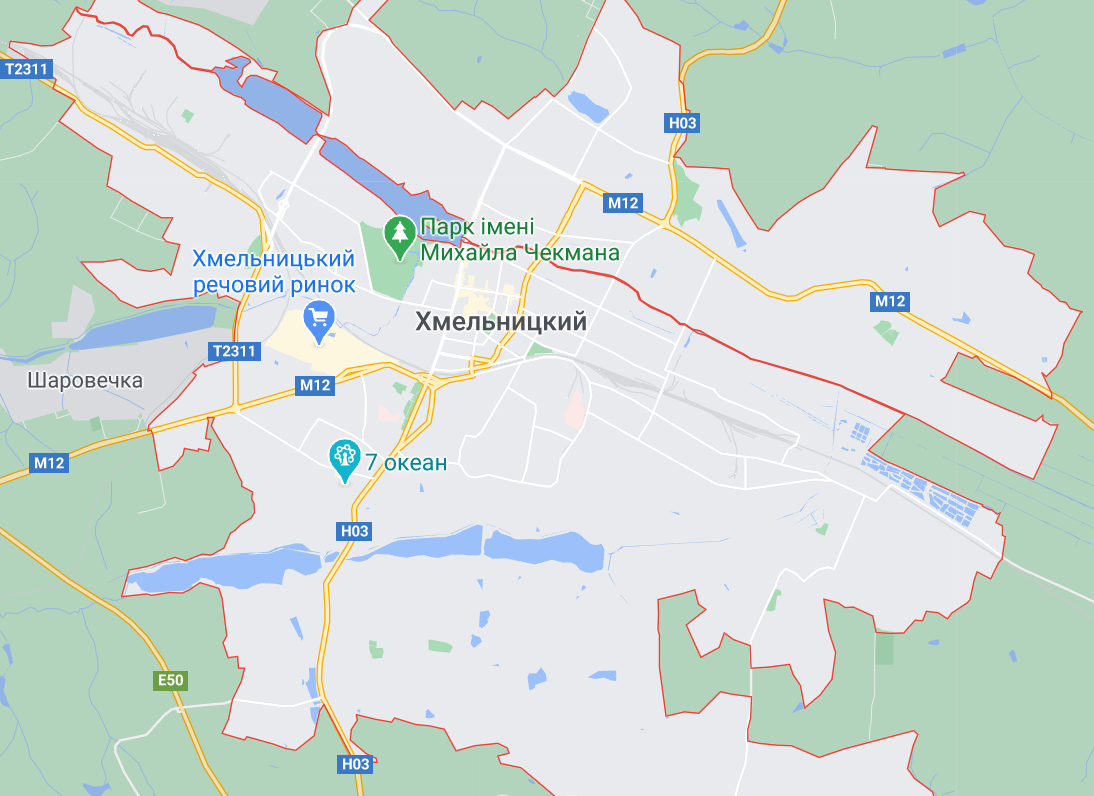 T2311
H03
M12
Парк імені
Михайла Чекмана
Хмельницький
речовий ринок
M12
Хмельницкий
T2311
Шаровечка
M12
M12
7 океан
H03
E50
H03